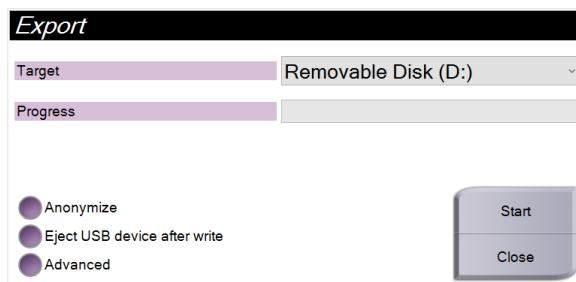 Export
Target
Removable Disk (D:)
Progress
Anonymize
Eject USB device after write
Advanced
Start
Close